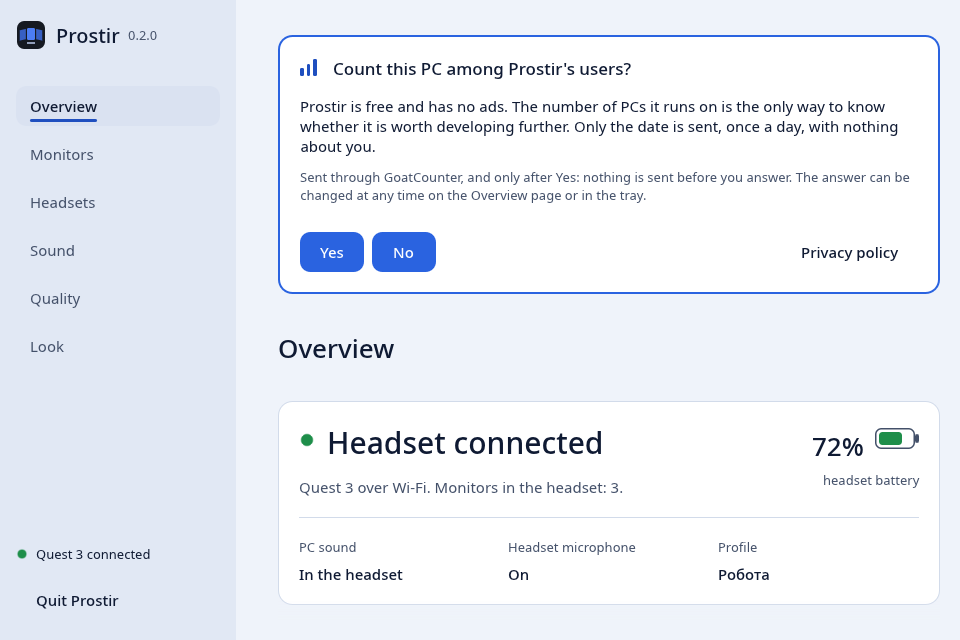 Prostir 0.2.0
Overview
Monitors
Headsets
Sound
Quality
Look
Quest 3 connected
Quit Prostir
Count this PC among Prostir's users?
Prostir is free and has no ads. The number of PCs it runs on is the only way to know
whether it is worth developing further. Only the date is sent, once a day, with nothing
about you.
Sent through GoatCounter, and only after Yes: nothing is sent before you answer. The answer can be
changed at any time on the Overview page or in the tray.
Yes No Privacy policy
Overview
Headset connected 72%
headset battery
Quest 3 over Wi-Fi. Monitors in the headset: 3.
PC sound Headset microphone Profile
In the headset On Робота